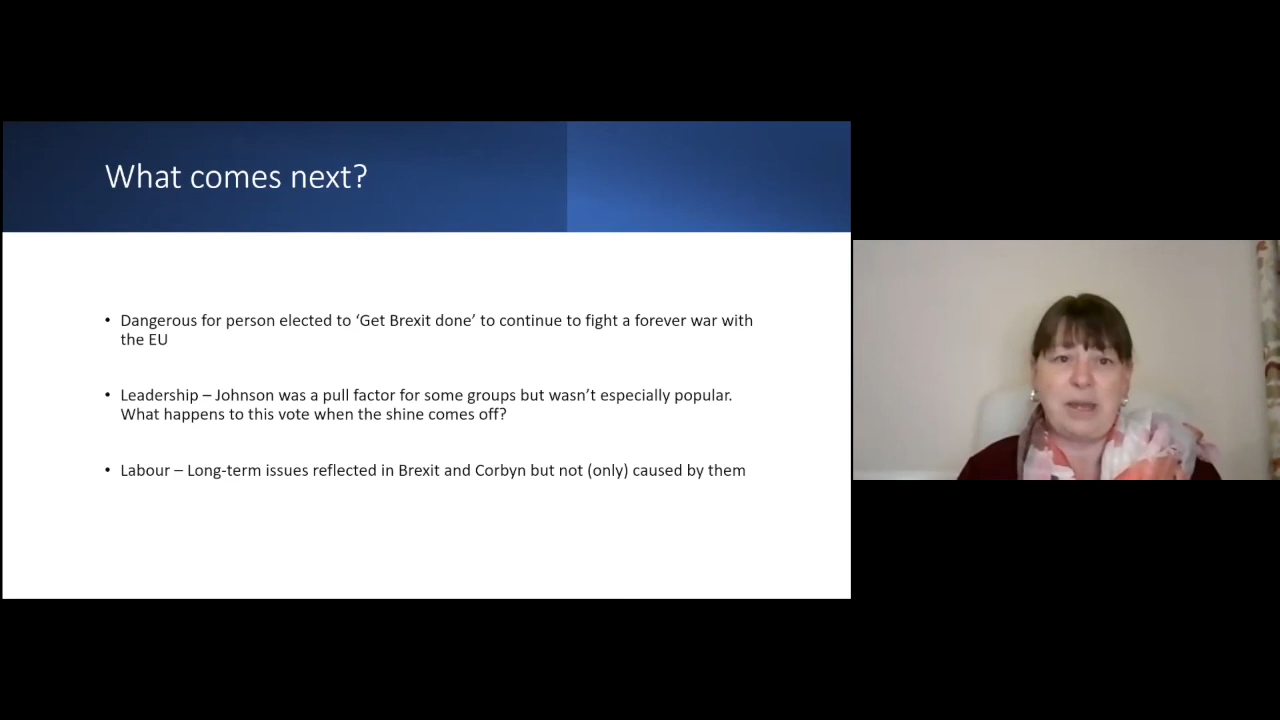 What comes next?
• Dangerous for person elected to ‘Get Brexit done’ to continue to fight a forever war with
the EU
• Leadership – Johnson was a pull factor for some groups but wasn’t especially popular.
What happens to this vote when the shine comes off?
• Labour – Long-term issues reflected in Brexit and Corbyn but not (only) caused by them